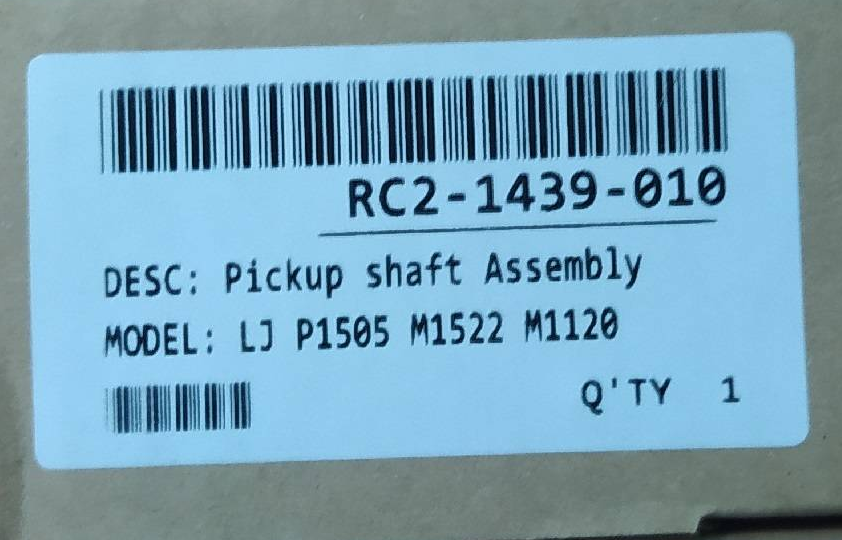 RC2-1439-010
DESC: Pickup shaft Assembly
MODEL: LJ P1505 M1522 M1120
Q'TY 1